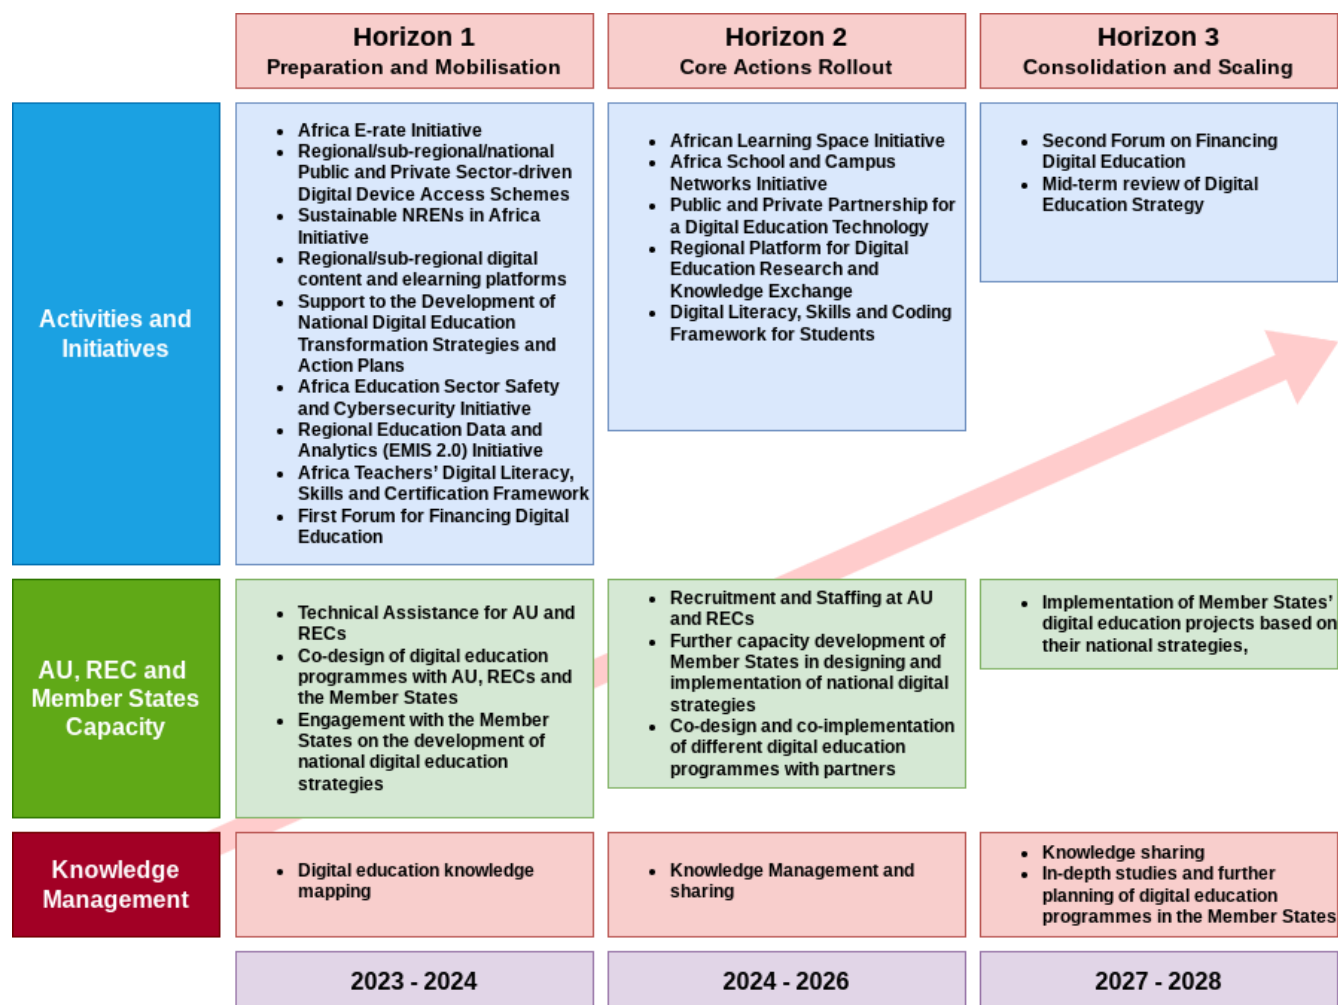 Horizon 1
Preparation and Mobilisation
Horizon 2
Core Actions Rollout
Horizon 3
Consolidation and Scaling
Activities and
Initiatives
• Africa E-rate Initiative
• Regional/sub-regional/national
Public and Private Sector-driven
Digital Device Access Schemes
• Sustainable NRENs in Africa
Initiative
• Regional/sub-regional digital
content and elearning platforms
• Support to the Development of
National Digital Education
Transformation Strategies and
Action Plans
• Africa Education Sector Safety
and Cybersecurity Initiative
• Regional Education Data and
Analytics (EMIS 2.0) Initiative
• Africa Teachers’ Digital Literacy,
Skills and Certification Framework
• First Forum for Financing Digital
Education
• African Learning Space Initiative
• Africa School and Campus
Networks Initiative
• Public and Private Partnership for
a Digital Education Technology
• Regional Platform for Digital
Education Research and
Knowledge Exchange
• Digital Literacy, Skills and Coding
Framework for Students
• Second Forum on Financing
Digital Education
• Mid-term review of Digital
Education Strategy
AU, REC and
Member States
Capacity
• Technical Assistance for AU and
RECs
• Co-design of digital education
programmes with AU, RECs and
the Member States
• Engagement with the Member
States on the development of
national digital education
strategies
• Recruitment and Staffing at AU
and RECs
• Further capacity development of
Member States in designing and
implementation of national digital
strategies
• Co-design and co-implementation
of different digital education
programmes with partners
• Implementation of Member States’
digital education projects based on
their national strategies,
Knowledge
Management
• Digital education knowledge
mapping
• Knowledge Management and
sharing
• Knowledge sharing
• In-depth studies and further
planning of digital education
programmes in the Member States
2023 - 2024
2024 - 2026
2027 - 2028